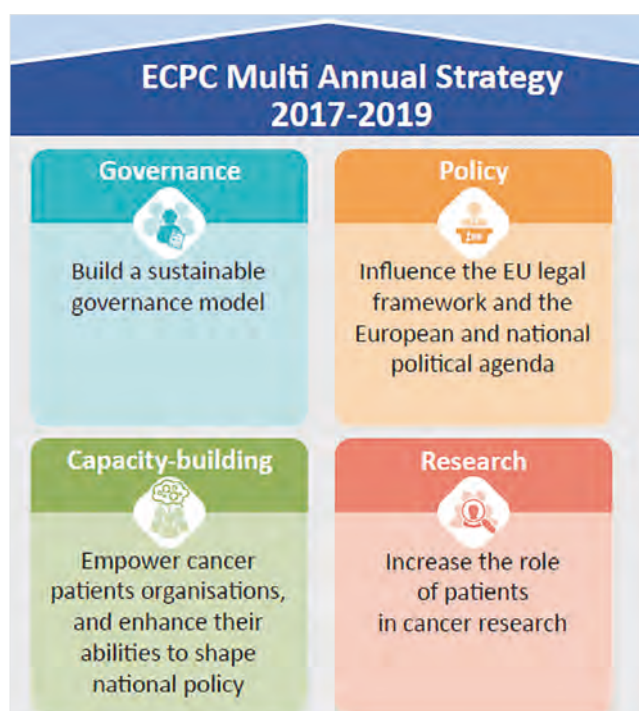 ECPC Multi Annual Strategy
2017-2019
Governance
Build a sustainable
governance model
Policy
Influence the EU legal
framework and the
European and national
political agenda
Capacity-building
Empower cancer
patients organisations,
and enhance their
abilities to shape
national policy
Research
Increase the role
of patients
in cancer research